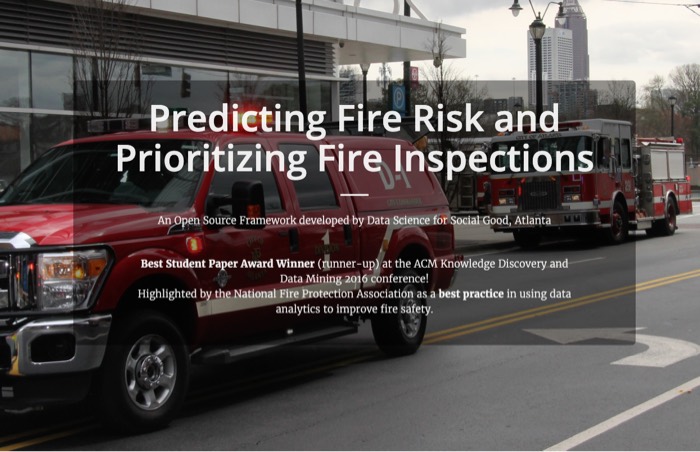 Predicting Fire Risk and
Prioritizing Fire Inspections
An Open Source Framework developed by Data Science for Social Good, Atlanta
Best Student Paper Award Winner (runner-up) at the ACM Knowledge Discovery and
Data Mining 2016 conference!
Highlighted by the National Fire Protection Association as a best practice in using data
analytics to improve fire safety.
D-1